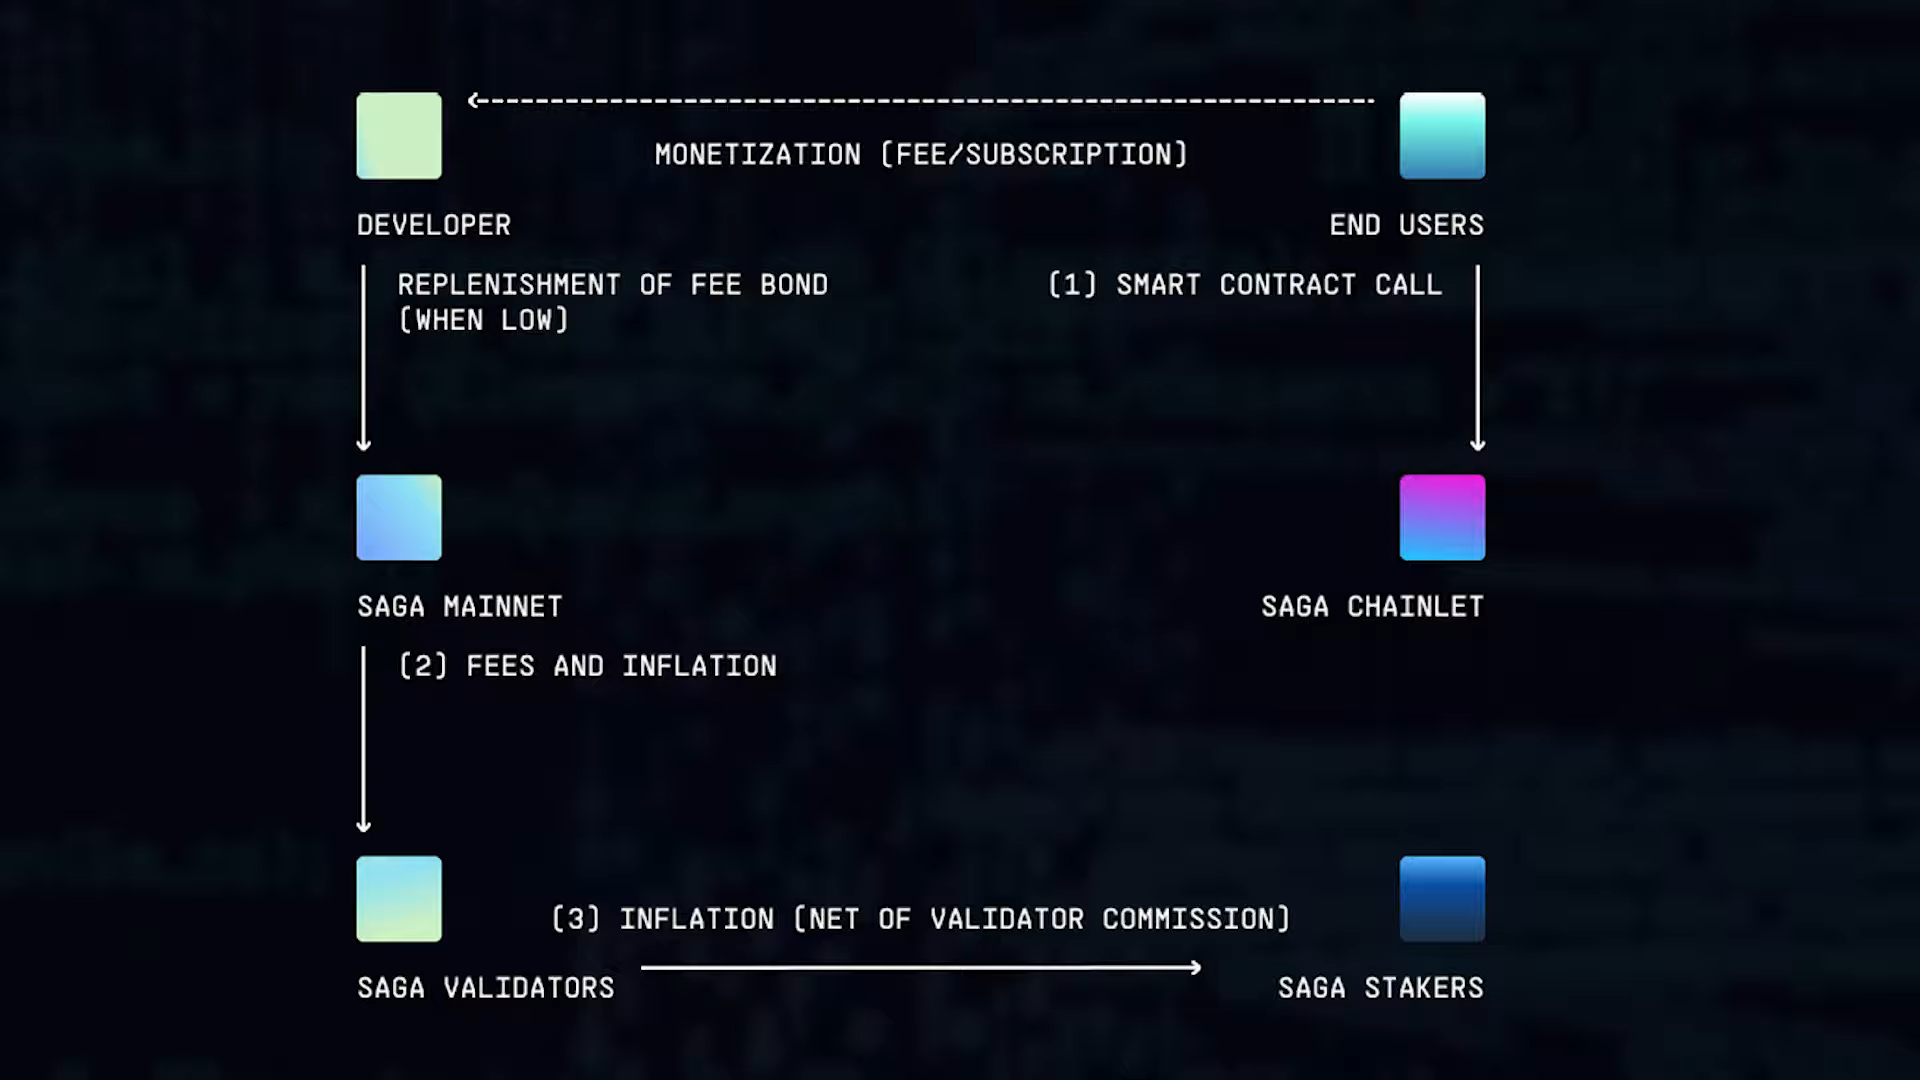 MONETIZATION (FEE/SUBSCRIPTION)
DEVELOPER
END USERS
REPLENISHMENT OF FEE BOND
(WHEN LOW)
(1) SMART CONTRACT CALL
SAGA MAINNET
SAGA CHAINLET
(2) FEES AND INFLATION
(3) INFLATION (NET OF VALIDATOR COMMISSION)
SAGA VALIDATORS
SAGA STAKERS